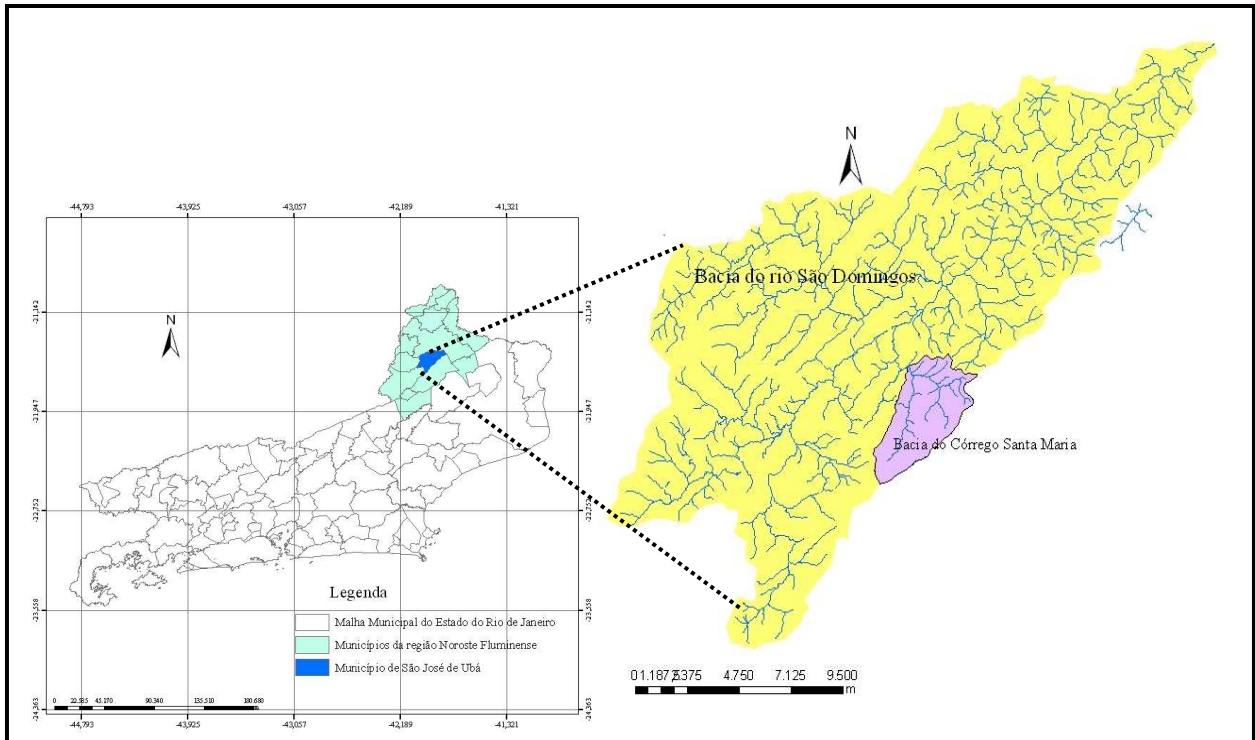 N
Bacia do rio São Domingos
Bacia do Córrego Santa Maria
0 1.187,5 2.375 4.750 7.125 9.500
m
-44,793 -43,925 -43,057 -42,189 -41,321
-21,142 -21,142
-21,947 -21,947
-22,752 -22,752
-23,558 -23,558
-24,363 -24,363
N
Legenda
Malha Municipal do Estado do Rio de Janeiro
Municípios da região Noroste Fluminense
Município de São José de Ubá
0 22.585 45.170 90.340 135.510 180.680
-44,793 -43,925 -43,057 -42,189 -41,321